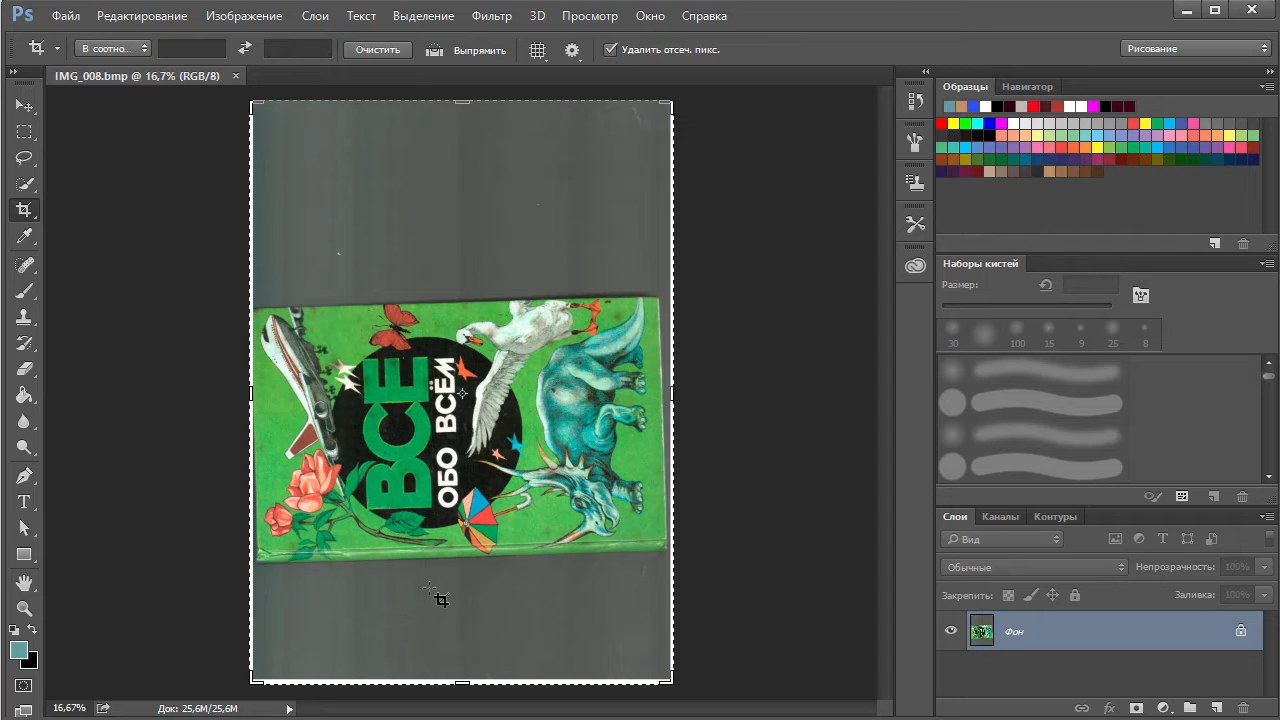 Ps Файл Редактирование Изображение Слои Текст Выделение Фильтр 3D Просмотр Окно Справка
В соотно... Очистить Выпрямить Удалить отсеч. пикс. Рисование
IMG_008.bmp @ 16,7% (RGB/8) ×
Образцы Навигатор
Наборы кистей
Размер:
30 100 15 9 25 8
ВСЕ
ОБО ВСЁМ
Слои Каналы Контуры
Вид
Обычные Непрозрачность: 100%
Закрепить: Заливка: 100%
Фон
16,67% Док: 25,6M/25,6M